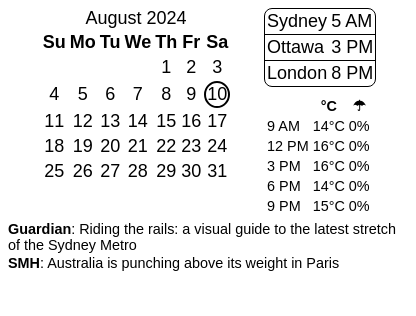 August 2024
Su Mo Tu We Th Fr Sa
1 2 3
4 5 6 7 8 9 10
11 12 13 14 15 16 17
18 19 20 21 22 23 24
25 26 27 28 29 30 31
Sydney 5 AM
Ottawa 3 PM
London 8 PM
°C ☂
9 AM 14°C 0%
12 PM 16°C 0%
3 PM 16°C 0%
6 PM 14°C 0%
9 PM 15°C 0%
Guardian: Riding the rails: a visual guide to the latest stretch
of the Sydney Metro
SMH: Australia is punching above its weight in Paris